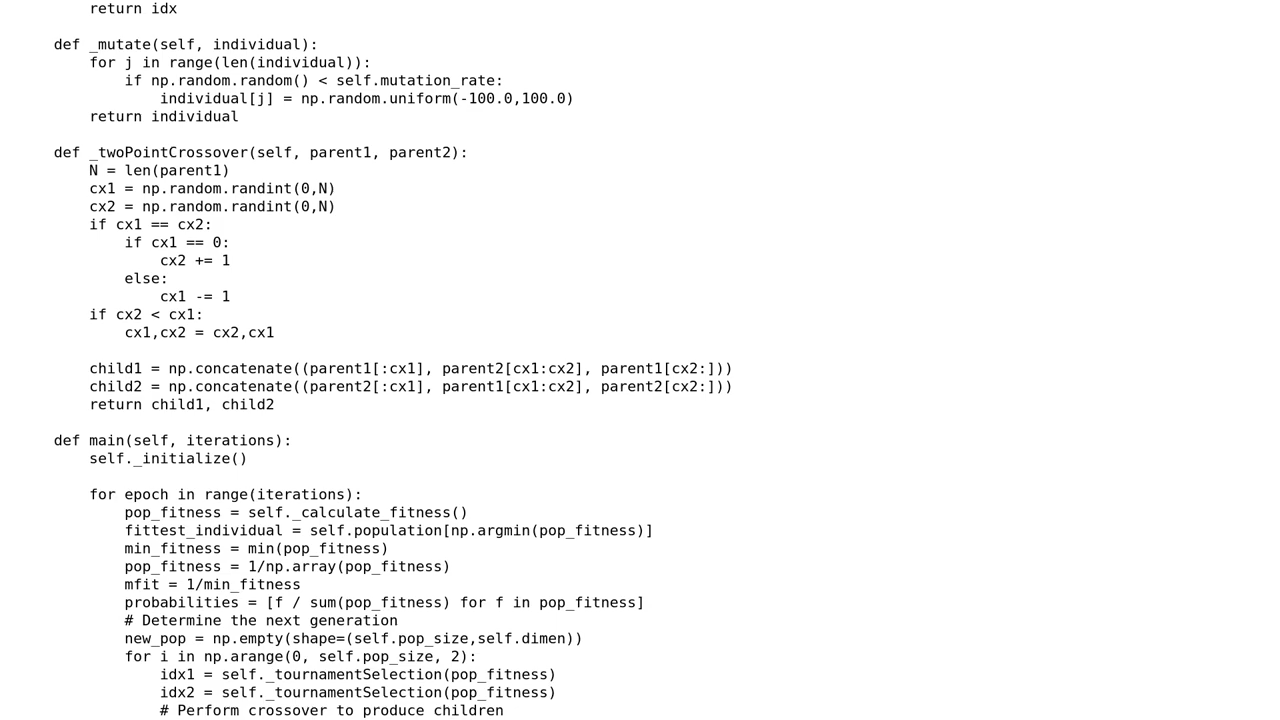 return idx
def _mutate(self, individual):
for j in range(len(individual)):
if np.random.random() < self.mutation_rate:
individual[j] = np.random.uniform(-100.0,100.0)
return individual
def _twoPointCrossover(self, parent1, parent2):
N = len(parent1)
cx1 = np.random.randint(0,N)
cx2 = np.random.randint(0,N)
if cx1 == cx2:
if cx1 == 0:
cx2 += 1
else:
cx1 -= 1
if cx2 < cx1:
cx1,cx2 = cx2,cx1
child1 = np.concatenate((parent1[:cx1], parent2[cx1:cx2], parent1[cx2:]))
child2 = np.concatenate((parent2[:cx1], parent1[cx1:cx2], parent2[cx2:]))
return child1, child2
def main(self, iterations):
self._initialize()
for epoch in range(iterations):
pop_fitness = self._calculate_fitness()
fittest_individual = self.population[np.argmin(pop_fitness)]
min_fitness = min(pop_fitness)
pop_fitness = 1/np.array(pop_fitness)
mfit = 1/min_fitness
probabilities = [f / sum(pop_fitness) for f in pop_fitness]
# Determine the next generation
new_pop = np.empty(shape=(self.pop_size,self.dimen))
for i in np.arange(0, self.pop_size, 2):
idx1 = self._tournamentSelection(pop_fitness)
idx2 = self._tournamentSelection(pop_fitness)
# Perform crossover to produce children